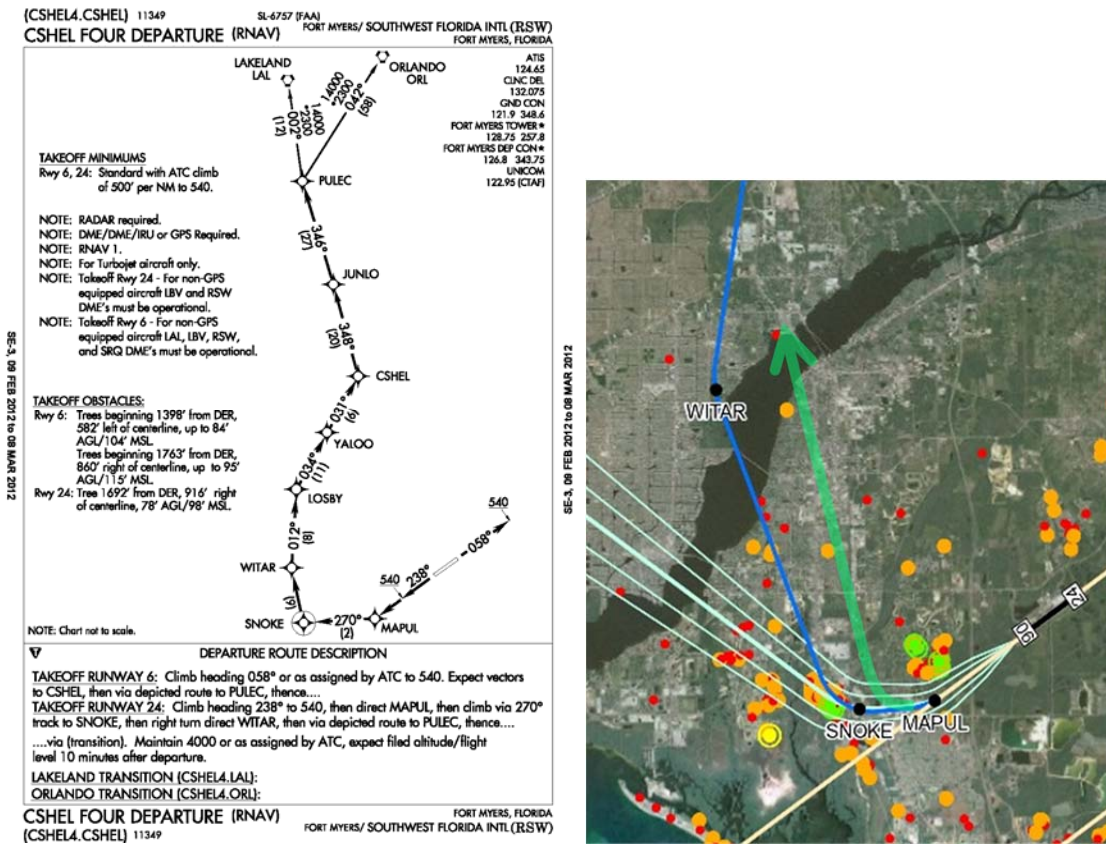 (CSHEL4.CSHEL) 11349
SL-6757 (FAA)
CSHEL FOUR DEPARTURE (RNAV)
FORT MYERS/ SOUTHWEST FLORIDA INTL (RSW)
FORT MYERS, FLORIDA
LAKELAND
LAL
ORLANDO
ORL
ATIS
124.65
CLNC DEL
132.075
GND CON
121.9 348.6
FORT MYERS TOWER★
128.75 257.8
FORT MYERS DEP CON★
126.8 343.75
UNICOM
122.95 (CTAF)
14000
*2300
002°
(12)
14000
*2300
042°
(58)
TAKEOFF MINIMUMS
Rwy 6, 24: Standard with ATC climb
of 500' per NM to 540.
PULEC
NOTE: RADAR required.
NOTE: DME/DME/IRU or GPS Required.
NOTE: RNAV 1.
NOTE: For Turbojet aircraft only.
NOTE: Takeoff Rwy 24 - For non-GPS
equipped aircraft LBV and RSW
DME's must be operational.
NOTE: Takeoff Rwy 6 - For non-GPS
equipped aircraft LAL, LBV, RSW,
and SRQ DME's must be operational.
346°
(27)
JUNLO
348°
(20)
CSHEL
031°
(6)
YALOO
034°
(11)
LOSBY
012°
(8)
WITAR
(9)
SNOKE
270°
(2)
MAPUL
540
238°
058°
540
TAKEOFF OBSTACLES:
Rwy 6: Trees beginning 1398' from DER,
582' left of centerline, up to 84'
AGL/104' MSL.
Trees beginning 1763' from DER,
860' right of centerline, up to 95'
AGL/115' MSL.
Rwy 24: Tree 1692' from DER, 916' right
of centerline, 78' AGL/98' MSL.
NOTE: Chart not to scale.
SE-3, 09 FEB 2012 to 08 MAR 2012
SE-3, 09 FEB 2012 to 08 MAR 2012
DEPARTURE ROUTE DESCRIPTION
TAKEOFF RUNWAY 6: Climb heading 058° or as assigned by ATC to 540. Expect vectors
to CSHEL, then via depicted route to PULEC, thence....
TAKEOFF RUNWAY 24: Climb heading 238° to 540, then direct MAPUL, then climb via 270°
track to SNOKE, then right turn direct WITAR, then via depicted route to PULEC, thence....
....via (transition). Maintain 4000 or as assigned by ATC, expect filed altitude/flight
level 10 minutes after departure.
LAKELAND TRANSITION (CSHEL4.LAL):
ORLANDO TRANSITION (CSHEL4.ORL):
CSHEL FOUR DEPARTURE (RNAV)
(CSHEL4.CSHEL) 11349
FORT MYERS, FLORIDA
FORT MYERS/ SOUTHWEST FLORIDA INTL (RSW)
WITAR
SNOKE
MAPUL
24
06